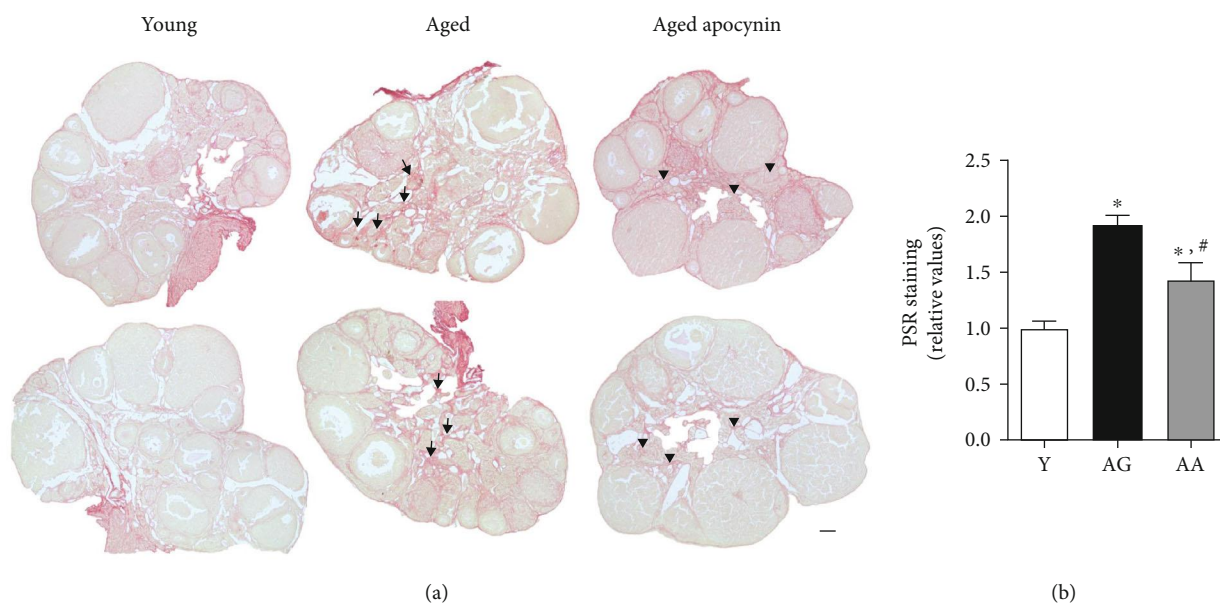 Young
Aged
Aged apocynin
(a)
PSR staining
(relative values)
2.5
2.0
1.5
1.0
0.5
0.0
*
*, #
Y
AG
AA
(b)